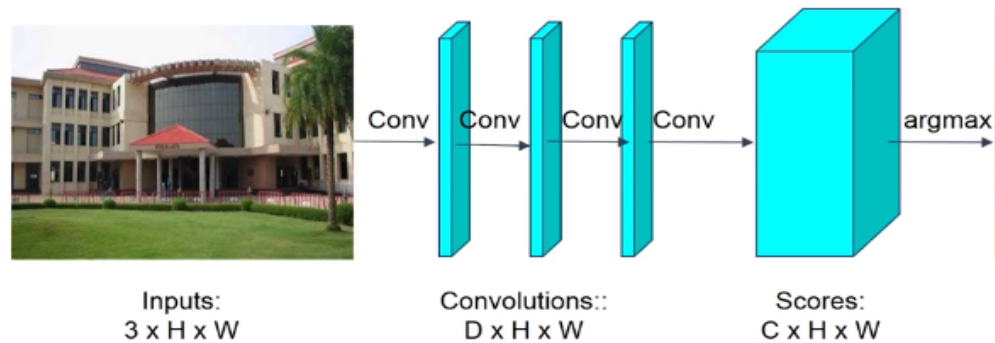 Conv Conv Conv Conv argmax
Inputs:
3 x H x W
Convolutions::
D x H x W
Scores:
C x H x W